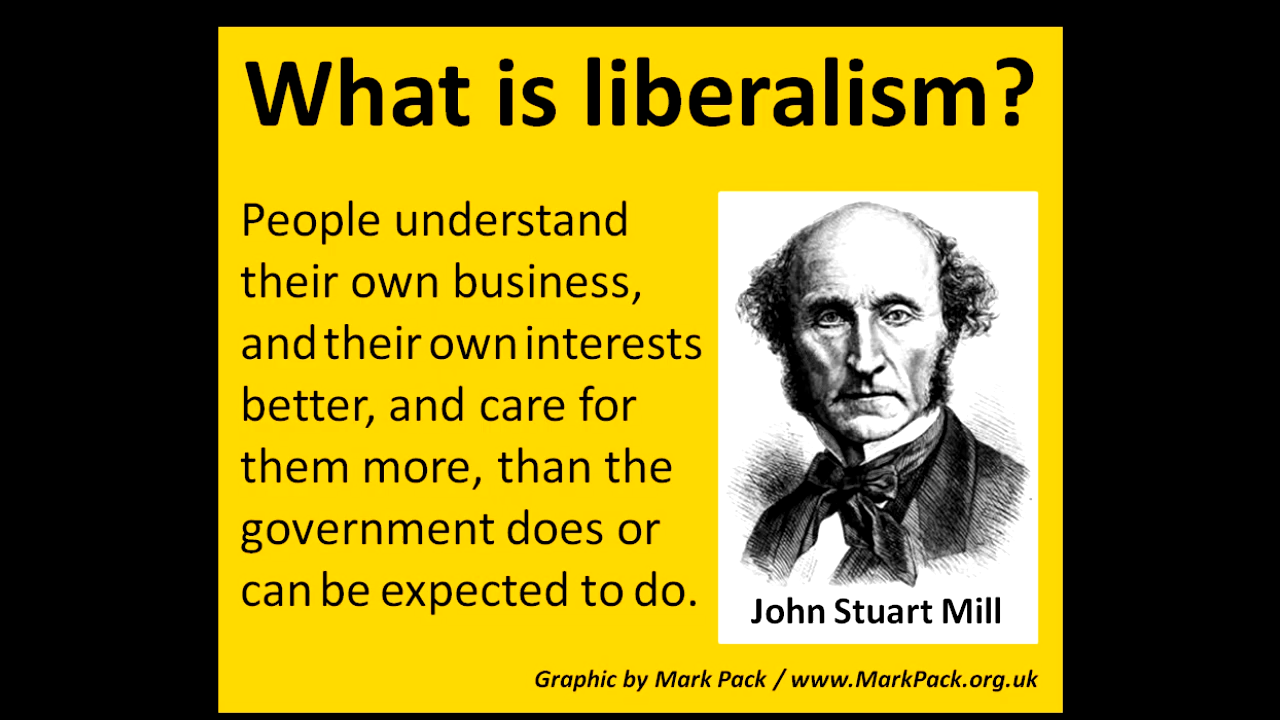 What is liberalism?
People understand
their own business,
and their own interests
better, and care for
them more, than the
government does or
can be expected to do.
John Stuart Mill
Graphic by Mark Pack / www.MarkPack.org.uk